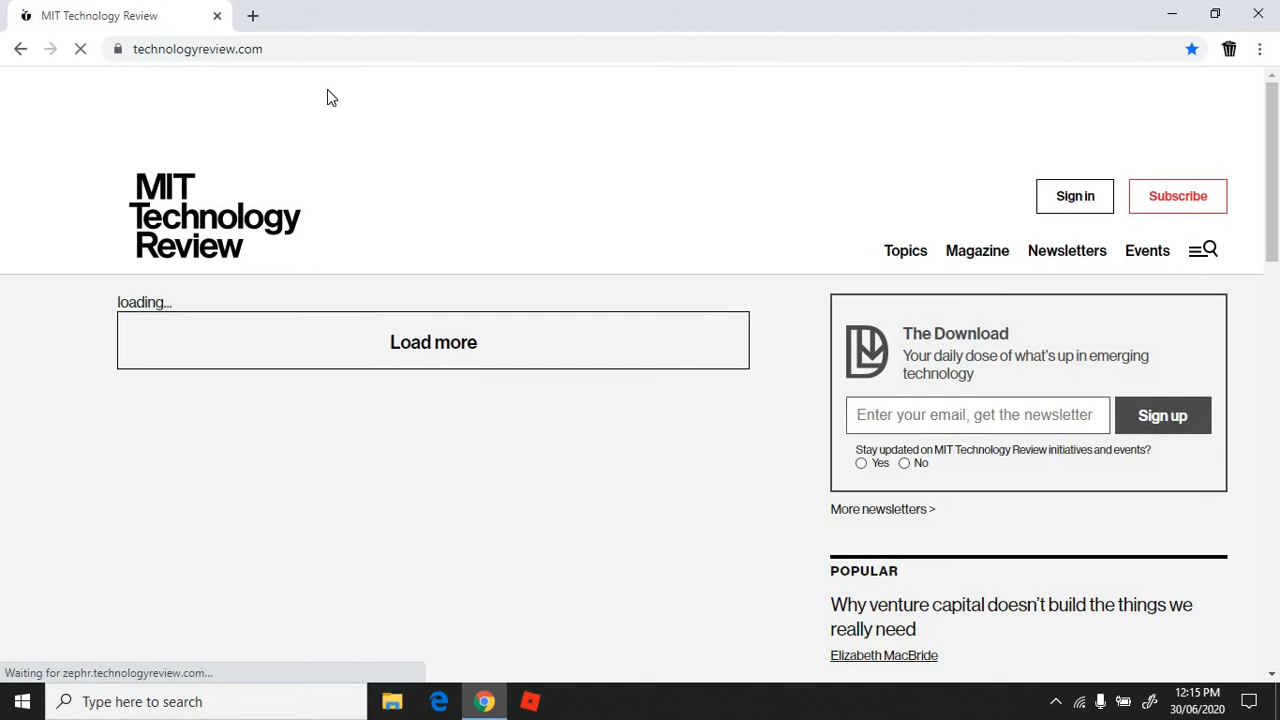 MIT Technology Review
technologyreview.com
MIT
Technology
Review
Sign in
Subscribe
Topics
Magazine
Newsletters
Events
loading...
Load more
The Download
Your daily dose of what's up in emerging
technology
Enter your email, get the newsletter
Sign up
Stay updated on MIT Technology Review initiatives and events?
Yes
No
More newsletters >
POPULAR
Why venture capital doesn't build the things we
really need
Elizabeth MacBride
Waiting for zephr.technologyreview.com...
Type here to search
12:15 PM
30/06/2020